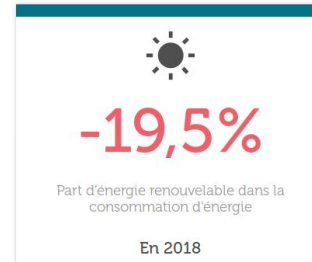 -19,5%
Part d'énergie renouvelable dans la
consommation d'énergie
En 2018